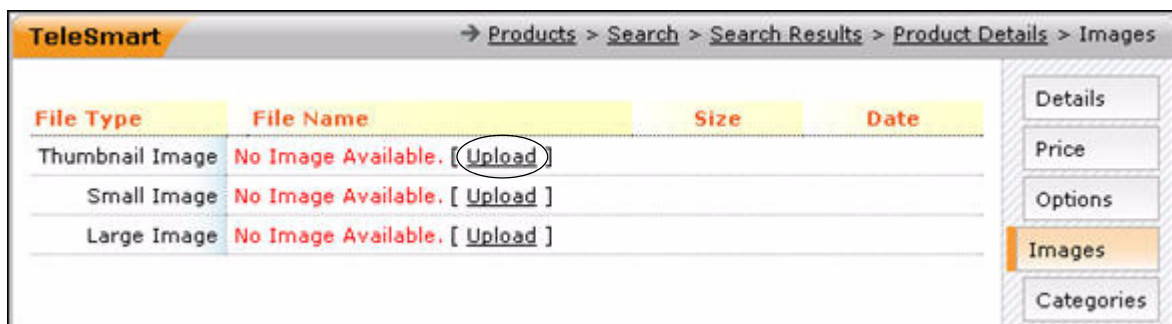 TeleSmart → Products > Search > Search Results > Product Details > Images
File Type File Name Size Date
Thumbnail Image No Image Available. [ Upload ]
Small Image No Image Available. [ Upload ]
Large Image No Image Available. [ Upload ]
Details
Price
Options
Images
Categories